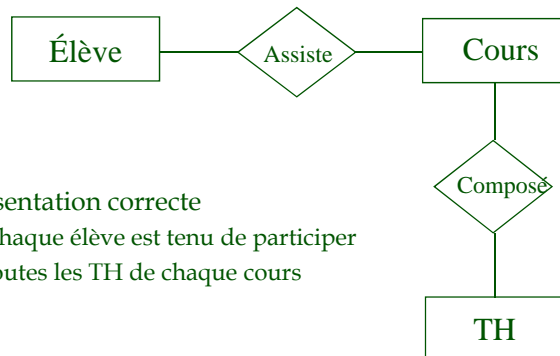 Élève
Assiste
Cours
Composé
sentation correcte
haque élève est tenu de participer
outes les TH de chaque cours
TH